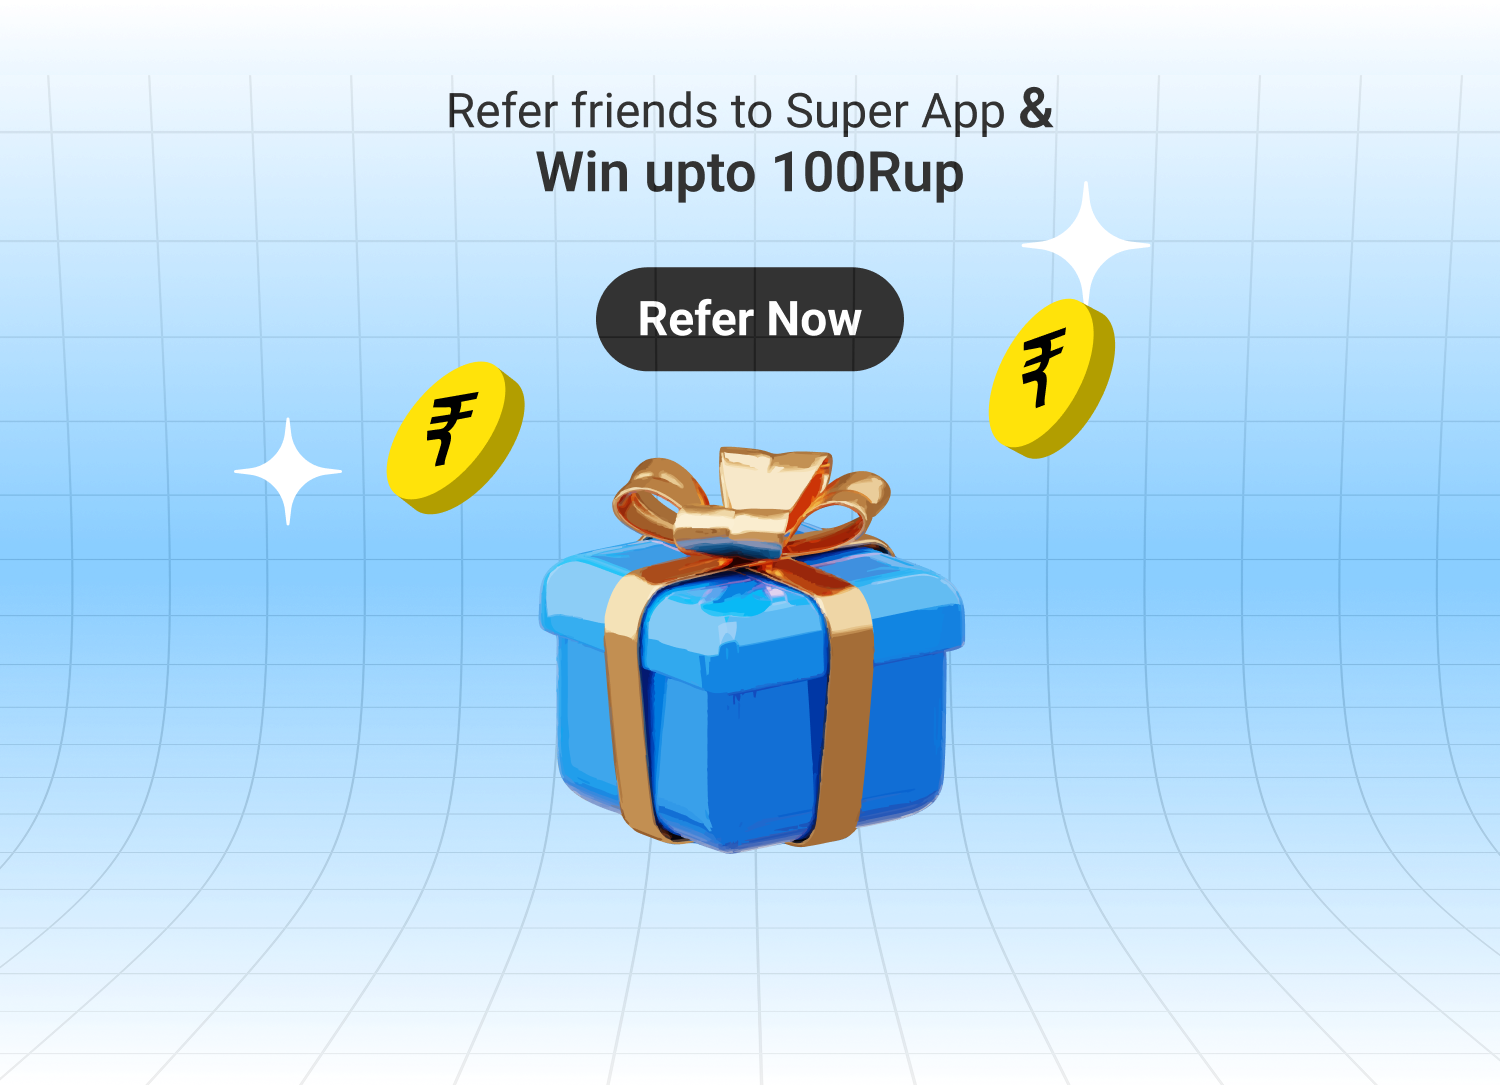 Refer friends to Super App &
Win upto 100Rup
Refer Now
₹
₹